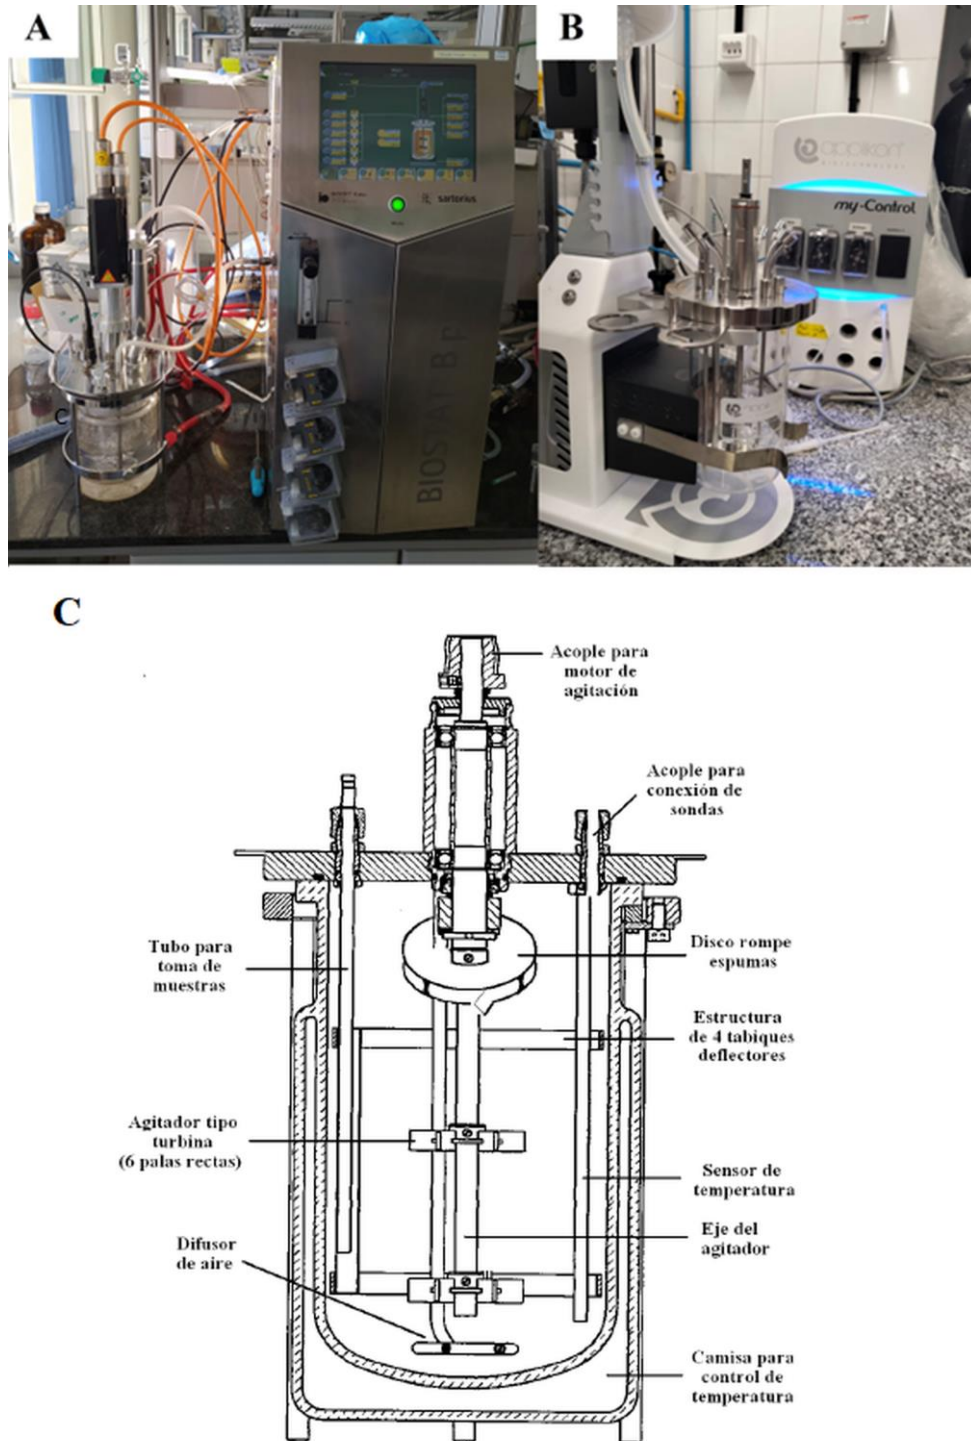 A
B
sartorius
BIOSTAT B
applikon
my-Control
C
C
Acople para
motor de
agitación
Acople para
conexión de
sondas
Tubo para
toma de
muestras
Disco rompe
espumas
Estructura
de 4 tabiques
deflectores
Agitador tipo
turbina
(6 palas rectas)
Sensor de
temperatura
Difusor
de aire
Eje del
agitador
Camisa para
control de
temperatura